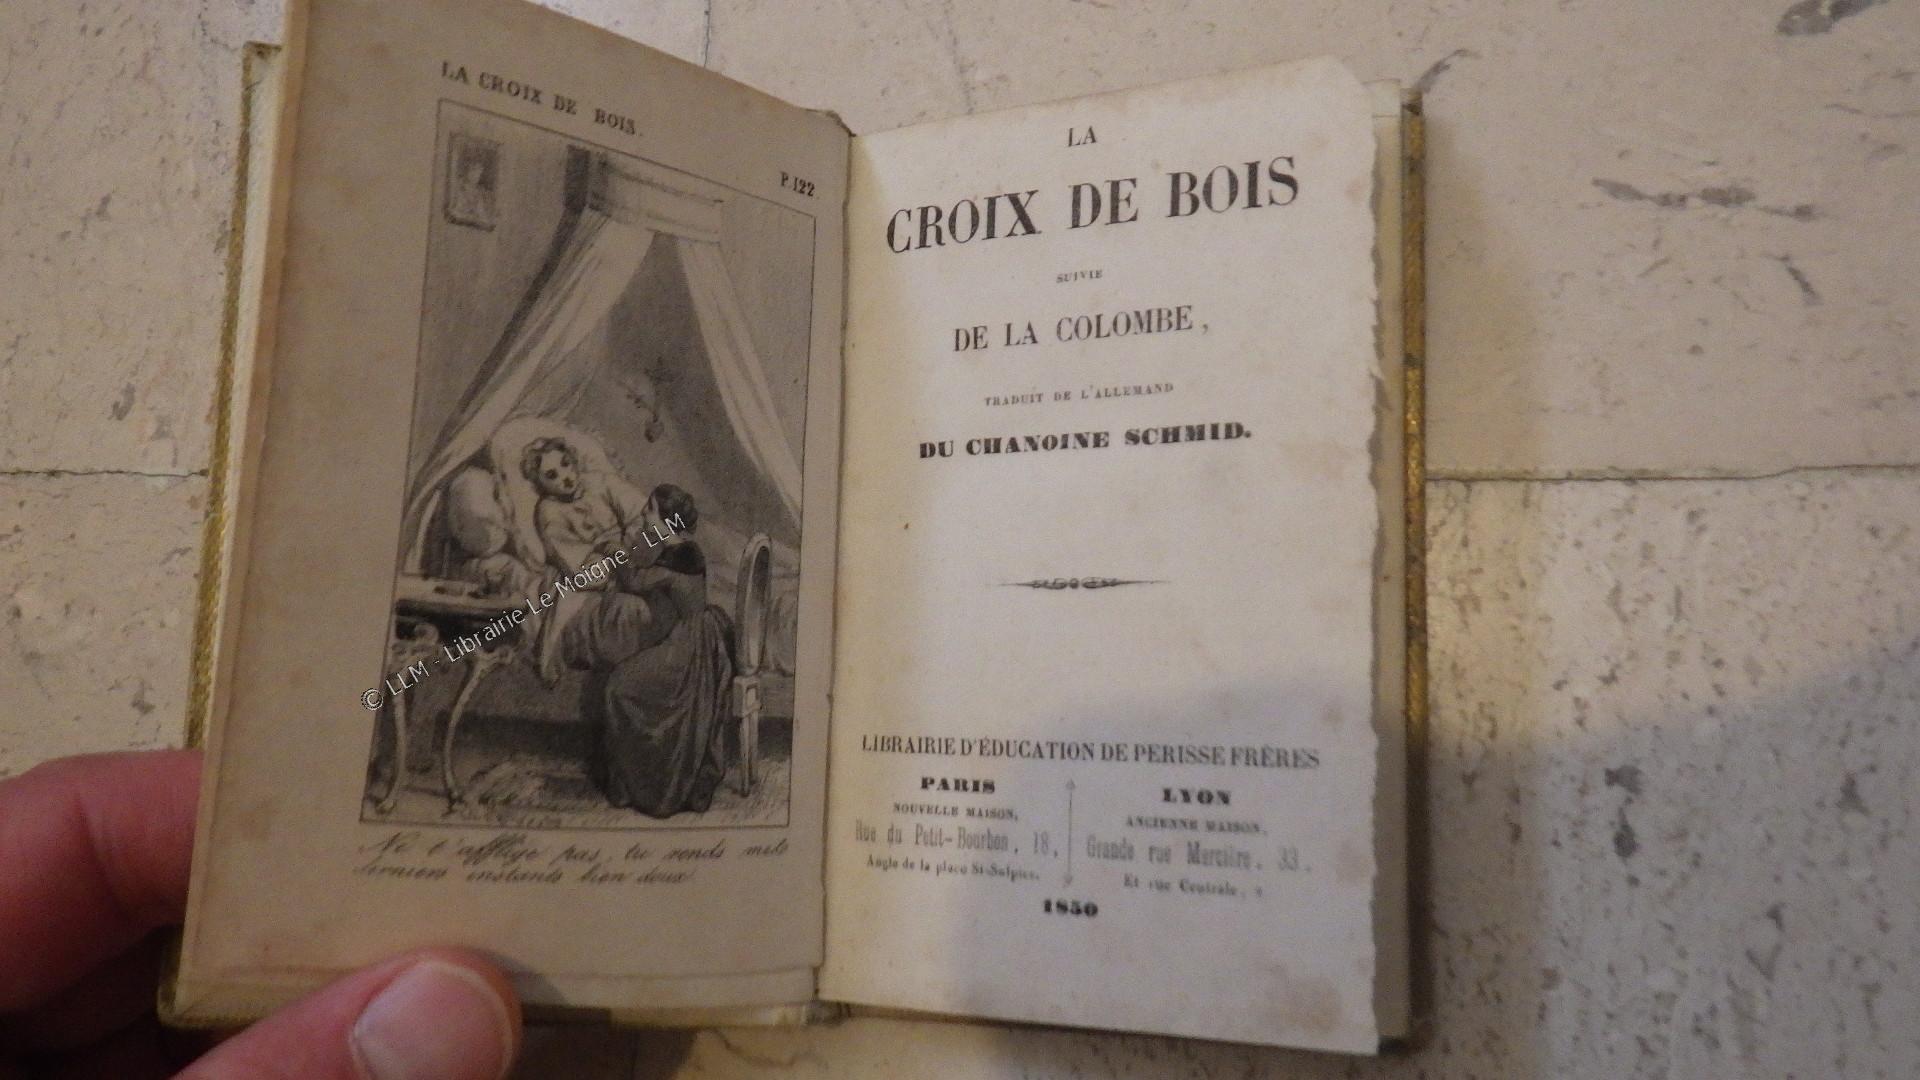 LA CROIX DE BOIS.
P. 122.
Ne t'afflige pas, tu rends mes
derniers instants bien doux.
© LLM - Librairie Le Moigne - LLM
LA
CROIX DE BOIS
SUIVIE
DE LA COLOMBE,
TRADUIT DE L'ALLEMAND
DU CHANOINE SCHMID.
LIBRAIRIE D'ÉDUCATION DE PERISSE FRÈRES
PARIS
NOUVELLE MAISON,
Rue du Petit-Bourbon, 18,
Angle de la place St-Sulpice.
LYON
ANCIENNE MAISON,
Grande rue Mercière, 33.
Et rue Centrale,
1850